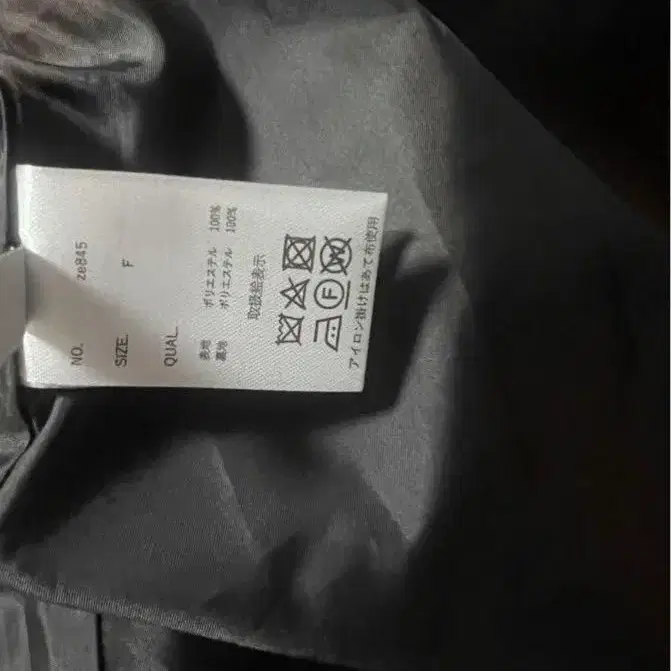 NO. ze845
SIZE. F
QUAL.
表地 ポリエステル 100%
裏地 ポリエステル 100%
取扱絵表示
F W
アイロン掛けはあて布使用